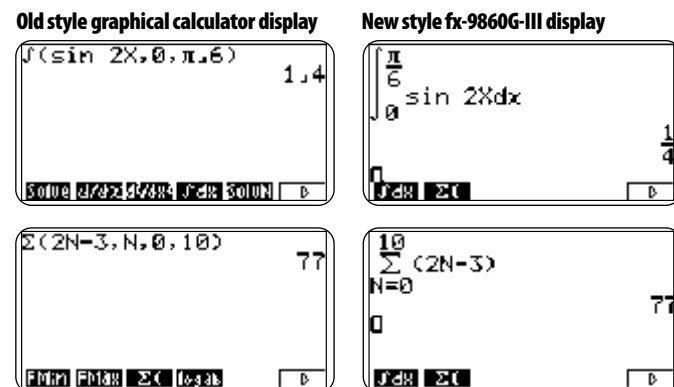 Old style graphical calculator display
New style fx-9860G-III display
∫(sin 2X,0,π⌟6)
1⌟4
Solve d/dx d²/dx² ∫dx SolvN ▷
π
6
∫ sin 2Xdx
0
1
4
∫dx Σ( ▷
Σ(2N-3,N,0,10)
77
FMin FMax Σ( logab ▷
10
Σ (2N-3)
N=0
77
∫dx Σ( ▷